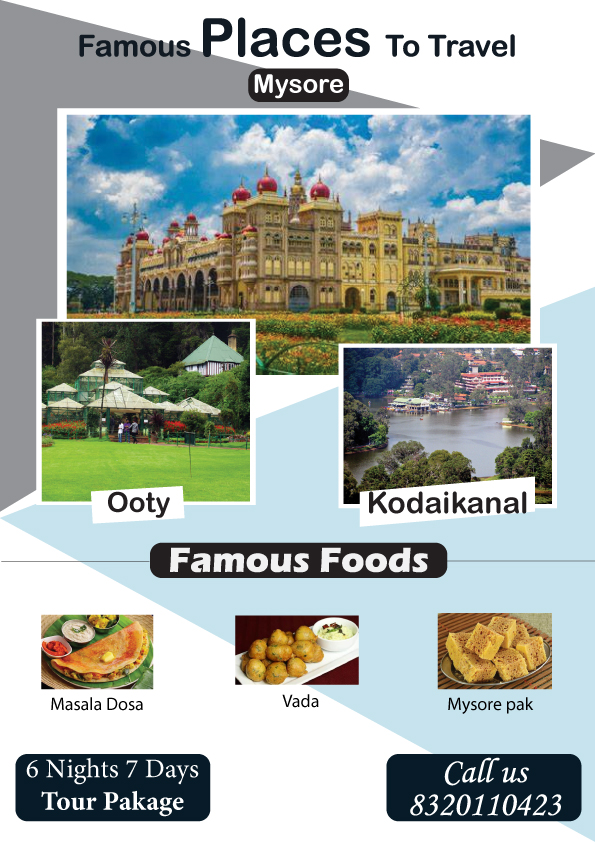 Famous Places To Travel
Mysore
Ooty
Kodaikanal
Famous Foods
Masala Dosa
Vada
Mysore pak
6 Nights 7 Days
Tour Pakage
Call us
8320110423